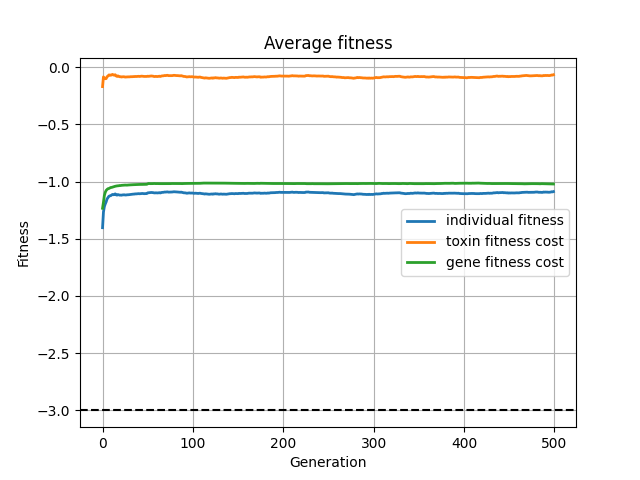 Average fitness
Fitness
0.0
−0.5
−1.0
−1.5
−2.0
−2.5
−3.0
individual fitness
toxin fitness cost
gene fitness cost
0 100 200 300 400 500
Generation